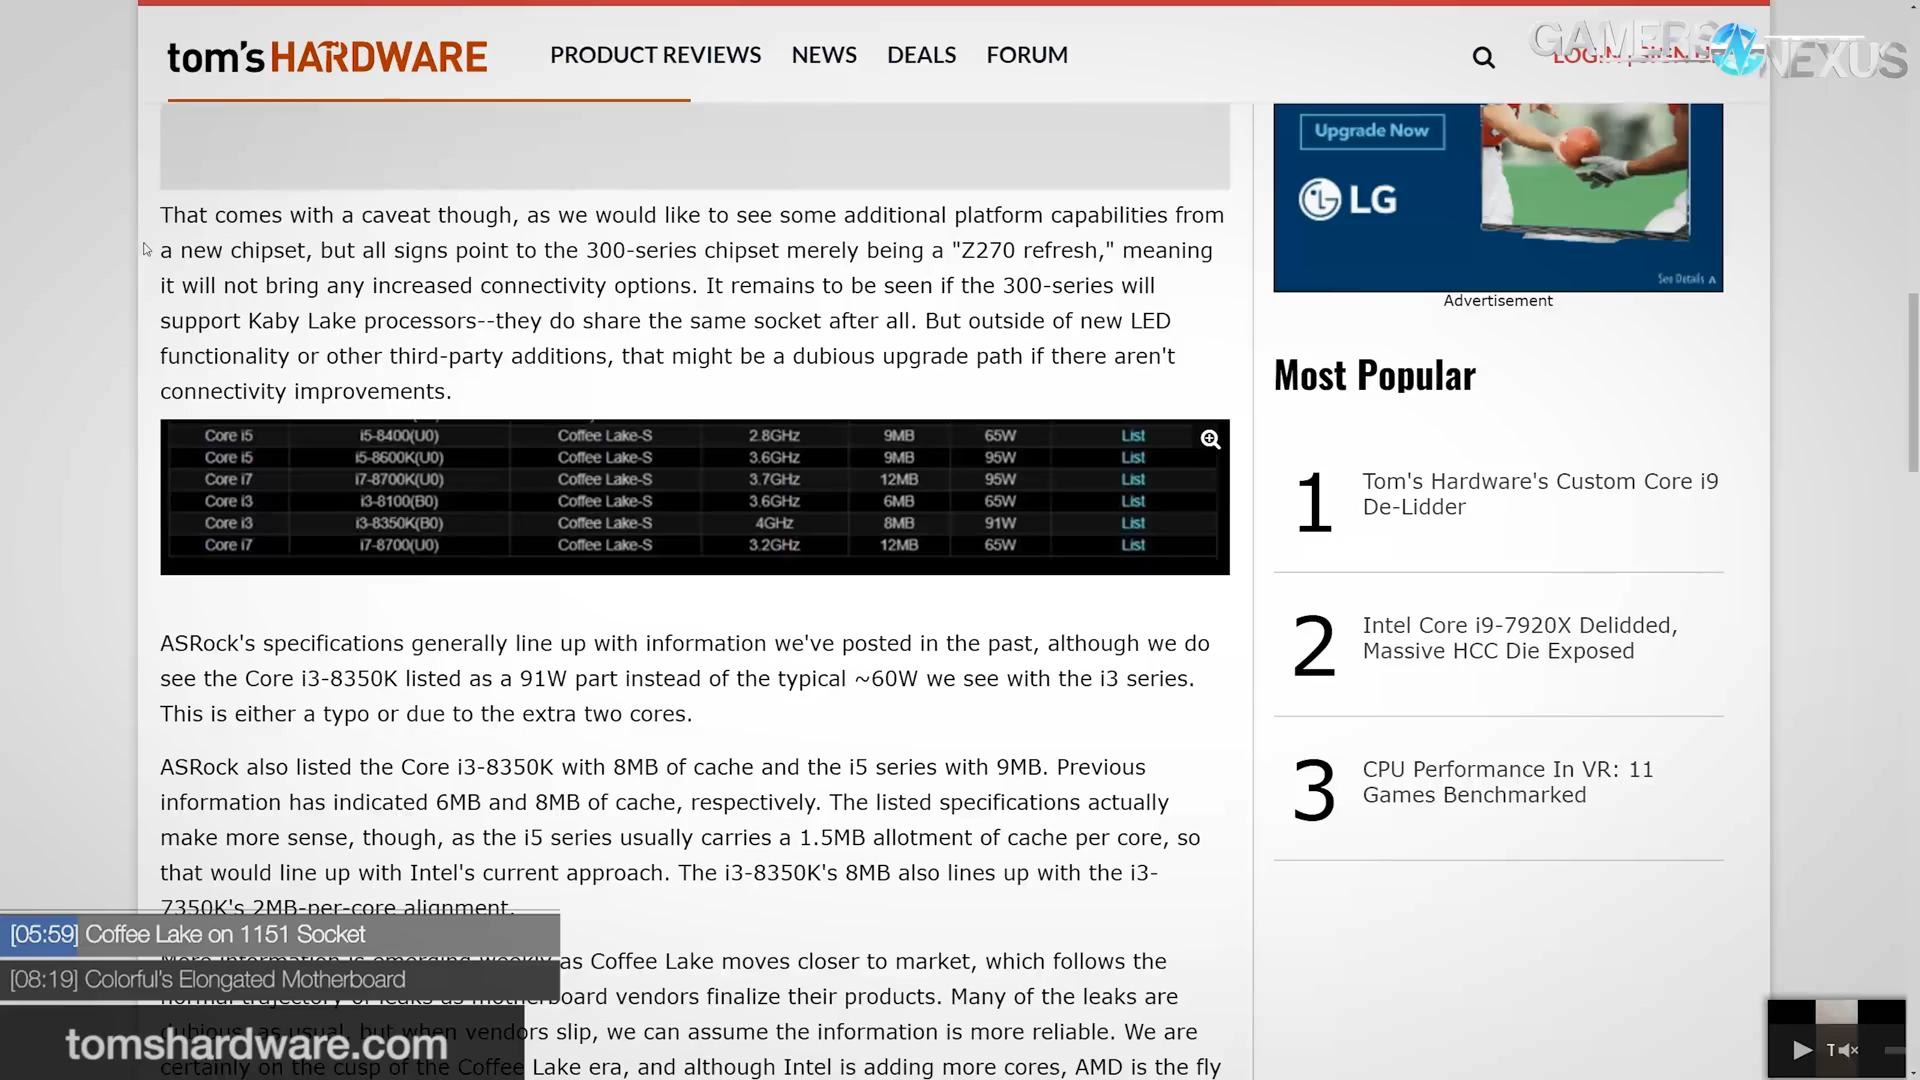 tom's HARDWARE
PRODUCT REVIEWS NEWS DEALS FORUM
GAMERS NEXUS
Upgrade Now
LG
See Details
Advertisement
That comes with a caveat though, as we would like to see some additional platform capabilities from
a new chipset, but all signs point to the 300-series chipset merely being a "Z270 refresh," meaning
it will not bring any increased connectivity options. It remains to be seen if the 300-series will
support Kaby Lake processors--they do share the same socket after all. But outside of new LED
functionality or other third-party additions, that might be a dubious upgrade path if there aren't
connectivity improvements.
Core i5 i5-8400(U0) Coffee Lake-S 2.8GHz 9MB 65W List
Core i5 i5-8600K(U0) Coffee Lake-S 3.6GHz 9MB 95W List
Core i7 i7-8700K(U0) Coffee Lake-S 3.7GHz 12MB 95W List
Core i3 i3-8100(B0) Coffee Lake-S 3.6GHz 6MB 65W List
Core i3 i3-8350K(B0) Coffee Lake-S 4GHz 8MB 91W List
Core i7 i7-8700(U0) Coffee Lake-S 3.2GHz 12MB 65W List
ASRock's specifications generally line up with information we've posted in the past, although we do
see the Core i3-8350K listed as a 91W part instead of the typical ~60W we see with the i3 series.
This is either a typo or due to the extra two cores.
ASRock also listed the Core i3-8350K with 8MB of cache and the i5 series with 9MB. Previous
information has indicated 6MB and 8MB of cache, respectively. The listed specifications actually
make more sense, though, as the i5 series usually carries a 1.5MB allotment of cache per core, so
that would line up with Intel's current approach. The i3-8350K's 8MB also lines up with the i3-
7350K's 2MB-per-core alignment.
More information is emerging weekly as Coffee Lake moves closer to market, which follows the
normal trajectory of leaks as motherboard vendors finalize their products. Many of the leaks are
dubious, as usual, but when vendors slip, we can assume the information is more reliable. We are
certainly on the cusp of the Coffee Lake era, and although Intel is adding more cores, AMD is the fly
Most Popular
1 Tom's Hardware's Custom Core i9
De-Lidder
2 Intel Core i9-7920X Delidded,
Massive HCC Die Exposed
3 CPU Performance In VR: 11
Games Benchmarked
[05:59] Coffee Lake on 1151 Socket
[08:19] Colorful's Elongated Motherboard
tomshardware.com